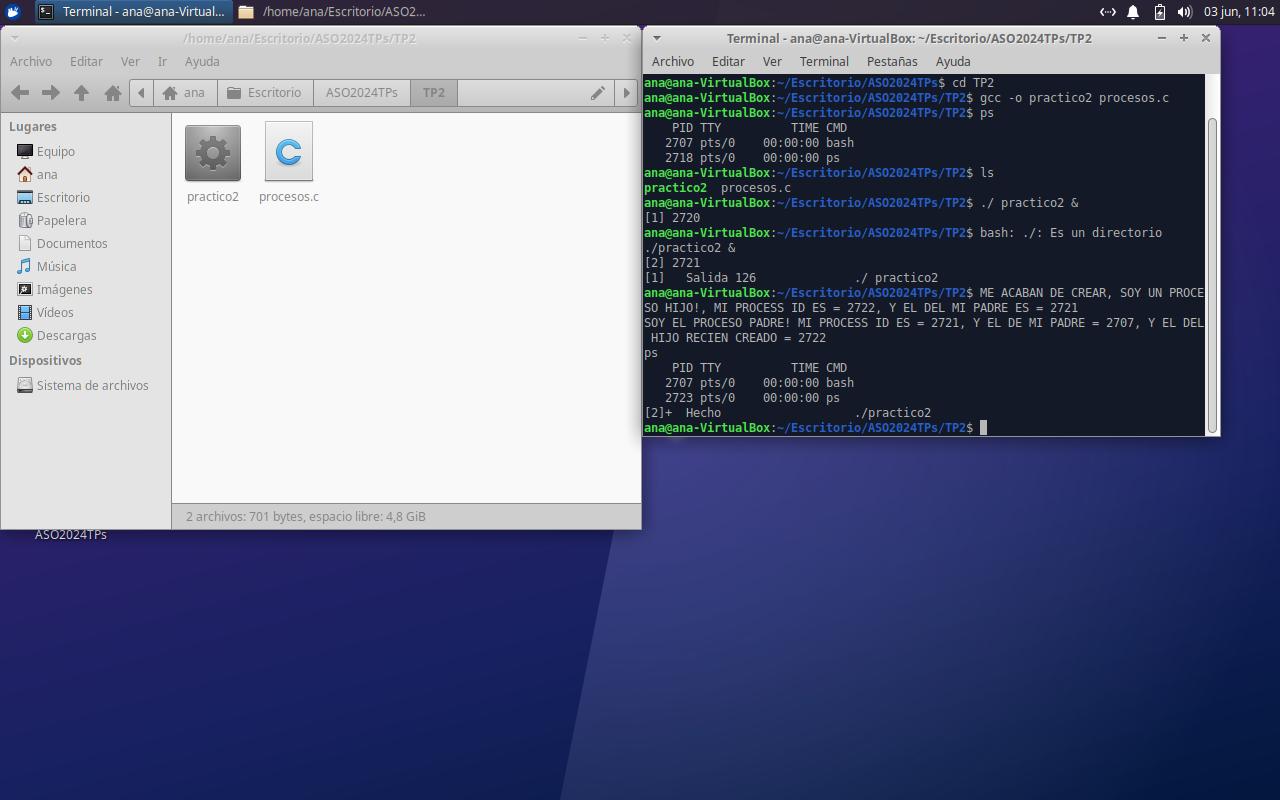 Terminal - ana@ana-Virtual...
/home/ana/Escritorio/ASO2...
03 jun, 11:04
/home/ana/Escritorio/ASO2024TPs/TP2
Archivo Editar Ver Ir Ayuda
ana Escritorio ASO2024TPs TP2
Lugares
Equipo
ana
Escritorio
Papelera
Documentos
Música
Imágenes
Vídeos
Descargas
Dispositivos
Sistema de archivos
practico2 procesos.c
2 archivos: 701 bytes, espacio libre: 4,8 GiB
ASO2024TPs
Terminal - ana@ana-VirtualBox: ~/Escritorio/ASO2024TPs/TP2
Archivo Editar Ver Terminal Pestañas Ayuda
ana@ana-VirtualBox:~/Escritorio/ASO2024TPs$ cd TP2
ana@ana-VirtualBox:~/Escritorio/ASO2024TPs/TP2$ gcc -o practico2 procesos.c
ana@ana-VirtualBox:~/Escritorio/ASO2024TPs/TP2$ ps
    PID TTY          TIME CMD
   2707 pts/0    00:00:00 bash
   2718 pts/0    00:00:00 ps
ana@ana-VirtualBox:~/Escritorio/ASO2024TPs/TP2$ ls
practico2  procesos.c
ana@ana-VirtualBox:~/Escritorio/ASO2024TPs/TP2$ ./ practico2 &
[1] 2720
ana@ana-VirtualBox:~/Escritorio/ASO2024TPs/TP2$ bash: ./: Es un directorio
./practico2 &
[2] 2721
[1]   Salida 126              ./ practico2
ana@ana-VirtualBox:~/Escritorio/ASO2024TPs/TP2$ ME ACABAN DE CREAR, SOY UN PROCE
SO HIJO!, MI PROCESS ID ES = 2722, Y EL DEL MI PADRE ES = 2721
SOY EL PROCESO PADRE! MI PROCESS ID ES = 2721, Y EL DE MI PADRE = 2707, Y EL DEL
 HIJO RECIEN CREADO = 2722
ps
    PID TTY          TIME CMD
   2707 pts/0    00:00:00 bash
   2723 pts/0    00:00:00 ps
[2]+  Hecho                   ./practico2
ana@ana-VirtualBox:~/Escritorio/ASO2024TPs/TP2$